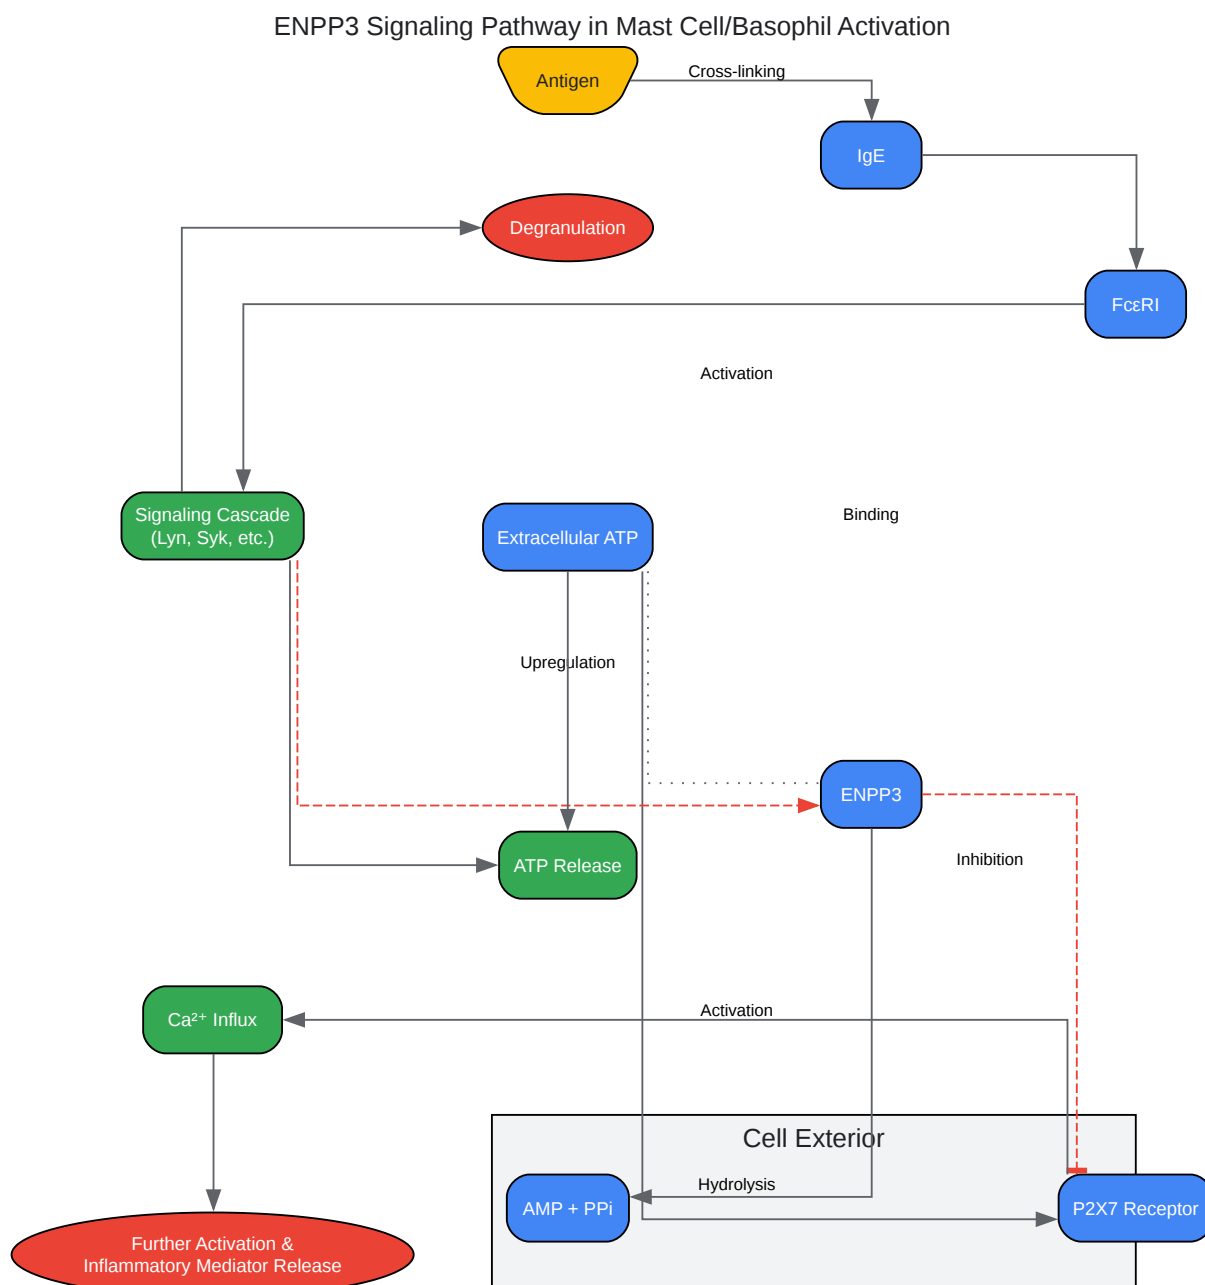 ENPP3 Signaling Pathway in Mast Cell/Basophil Activation
Antigen
Cross-linking
IgE
Degranulation
FcεRI
Activation
Signaling Cascade
(Lyn, Syk, etc.)
Extracellular ATP
Binding
Upregulation
ENPP3
Inhibition
ATP Release
Activation
Ca²⁺ Influx
Cell Exterior
Hydrolysis
AMP + PPi
P2X7 Receptor
Further Activation &
Inflammatory Mediator Release